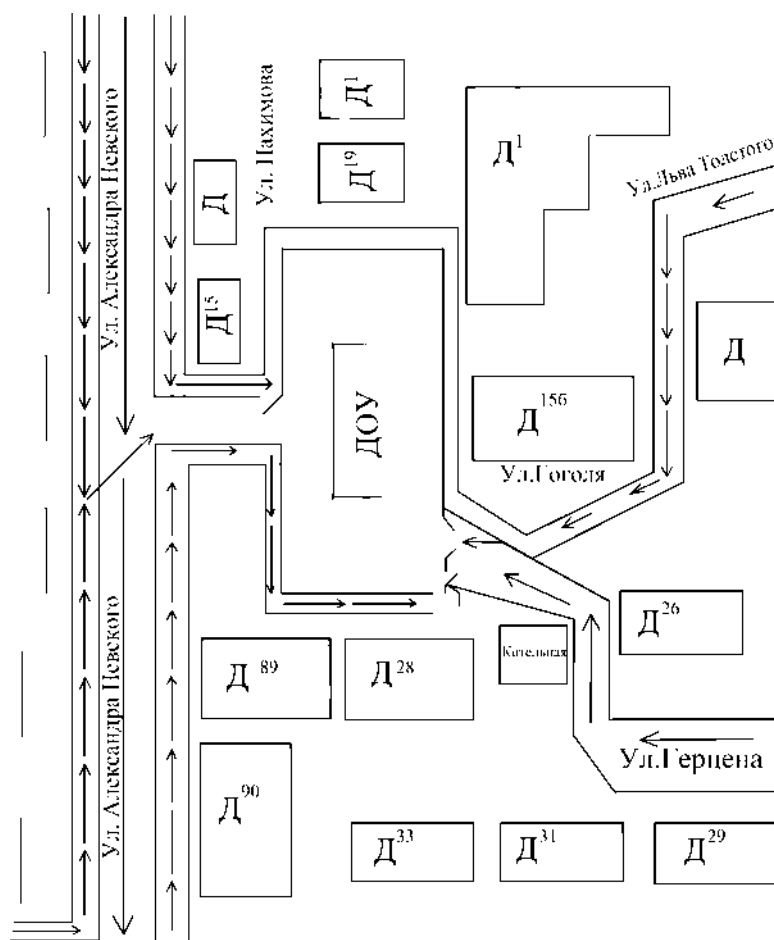 Ул. Александра Невского
Ул. Нахимова
Д1
Д19
Д
Д15
Д1
Ул.Льва Толстого
Д
ДОУ
Д156
Ул.Гоголя
Ул. Александра Невского
Д 89
Д28
Котельная
Д26
Ул.Герцена
Д90
Д33
Д31
Д29